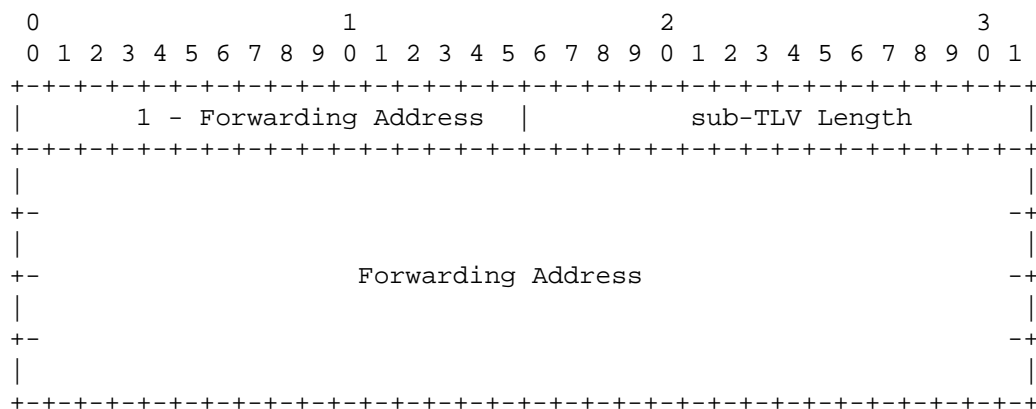 0                   1                   2                   3
 0 1 2 3 4 5 6 7 8 9 0 1 2 3 4 5 6 7 8 9 0 1 2 3 4 5 6 7 8 9 0 1
+-+-+-+-+-+-+-+-+-+-+-+-+-+-+-+-+-+-+-+-+-+-+-+-+-+-+-+-+-+-+-+-+
|       1 - Forwarding Address  |          sub-TLV Length       |
+-+-+-+-+-+-+-+-+-+-+-+-+-+-+-+-+-+-+-+-+-+-+-+-+-+-+-+-+-+-+-+-+
|                                                               |
+-                                                             -+
|                                                               |
+-                    Forwarding Address                       -+
|                                                               |
+-                                                             -+
|                                                               |
+-+-+-+-+-+-+-+-+-+-+-+-+-+-+-+-+-+-+-+-+-+-+-+-+-+-+-+-+-+-+-+-+